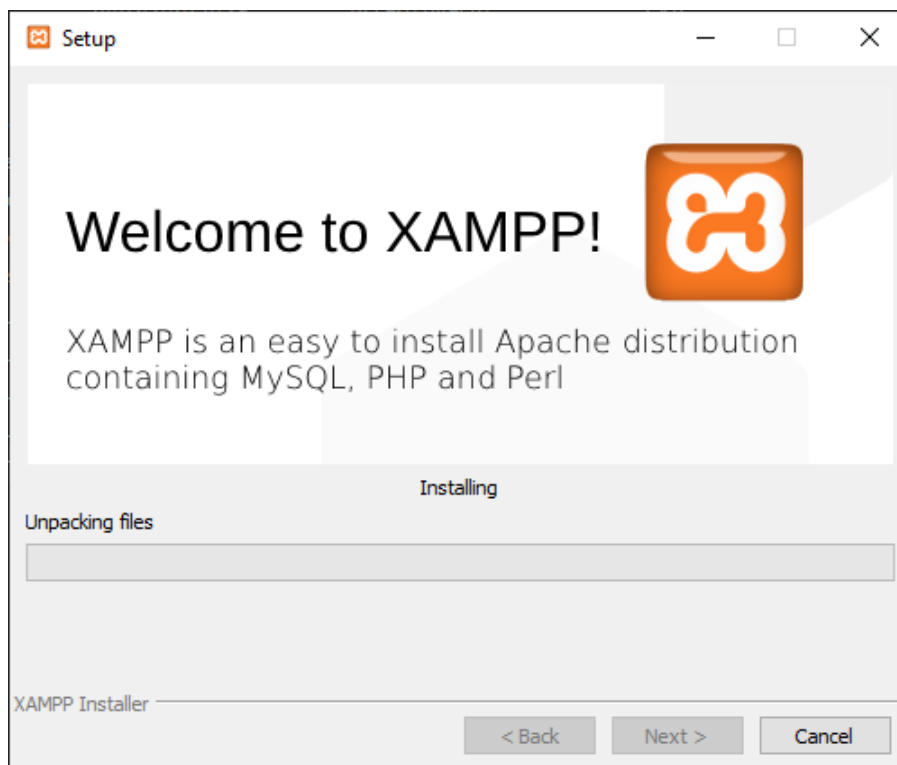 Setup
Welcome to XAMPP!
XAMPP is an easy to install Apache distribution
containing MySQL, PHP and Perl
Installing
Unpacking files
XAMPP Installer
< Back
Next >
Cancel